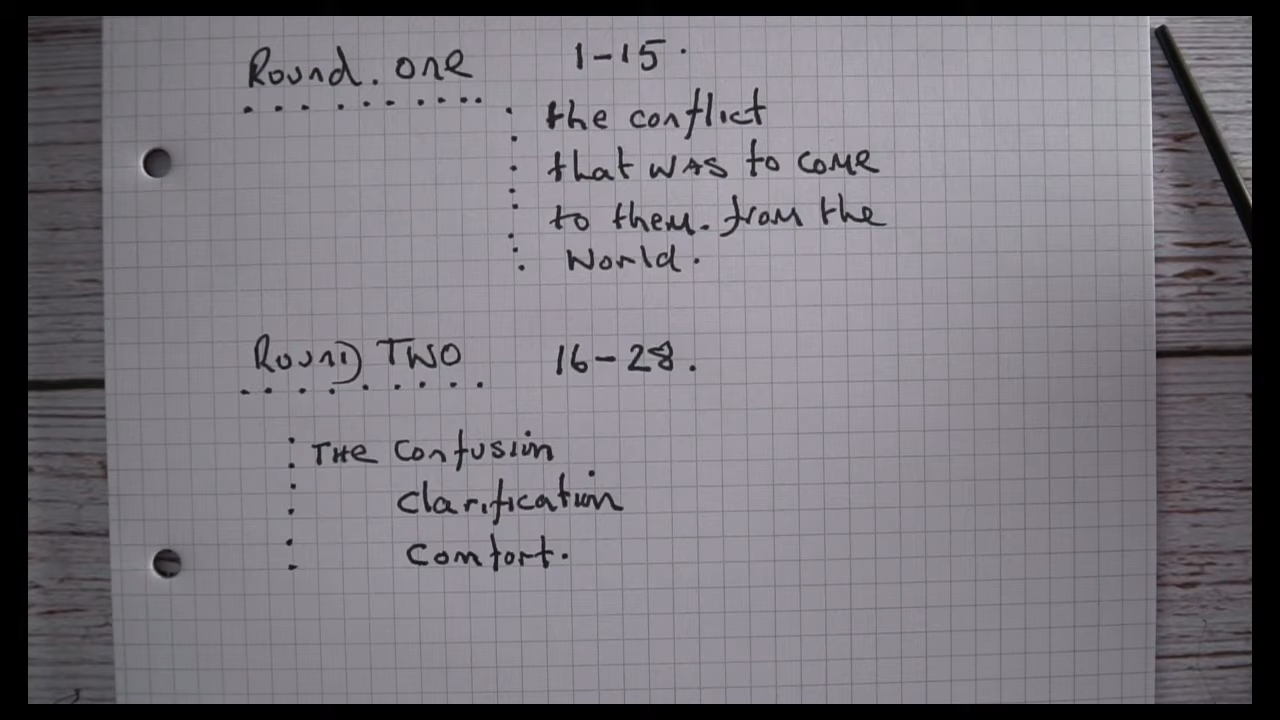 Round. one 1-15.
the conflict
that was to come
to them. from the
World.
Round TWO 16-28.
THE Confusion
Clarification
Comfort.